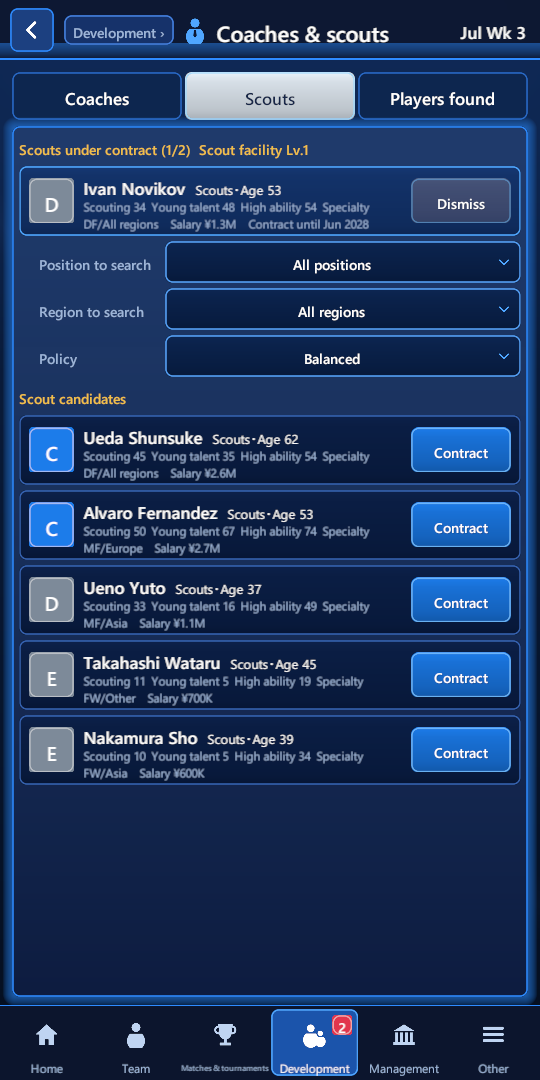 Development ›
Coaches & scouts
Jul Wk 3
Coaches
Scouts
Players found
Scouts under contract (1/2) Scout facility Lv.1
D
Ivan Novikov Scouts･Age 53
Scouting 34 Young talent 48 High ability 54 Specialty
DF/All regions Salary ¥1.3M Contract until Jun 2028
Dismiss
Position to search
All positions
Region to search
All regions
Policy
Balanced
Scout candidates
C
Ueda Shunsuke Scouts･Age 62
Scouting 45 Young talent 35 High ability 54 Specialty
DF/All regions Salary ¥2.6M
Contract
C
Alvaro Fernandez Scouts･Age 53
Scouting 50 Young talent 67 High ability 74 Specialty
MF/Europe Salary ¥2.7M
Contract
D
Ueno Yuto Scouts･Age 37
Scouting 33 Young talent 16 High ability 49 Specialty
MF/Asia Salary ¥1.1M
Contract
E
Takahashi Wataru Scouts･Age 45
Scouting 11 Young talent 5 High ability 19 Specialty
FW/Other Salary ¥700K
Contract
E
Nakamura Sho Scouts･Age 39
Scouting 10 Young talent 5 High ability 34 Specialty
FW/Asia Salary ¥600K
Contract
2
Home
Team
Matches & tournaments
Development
Management
Other